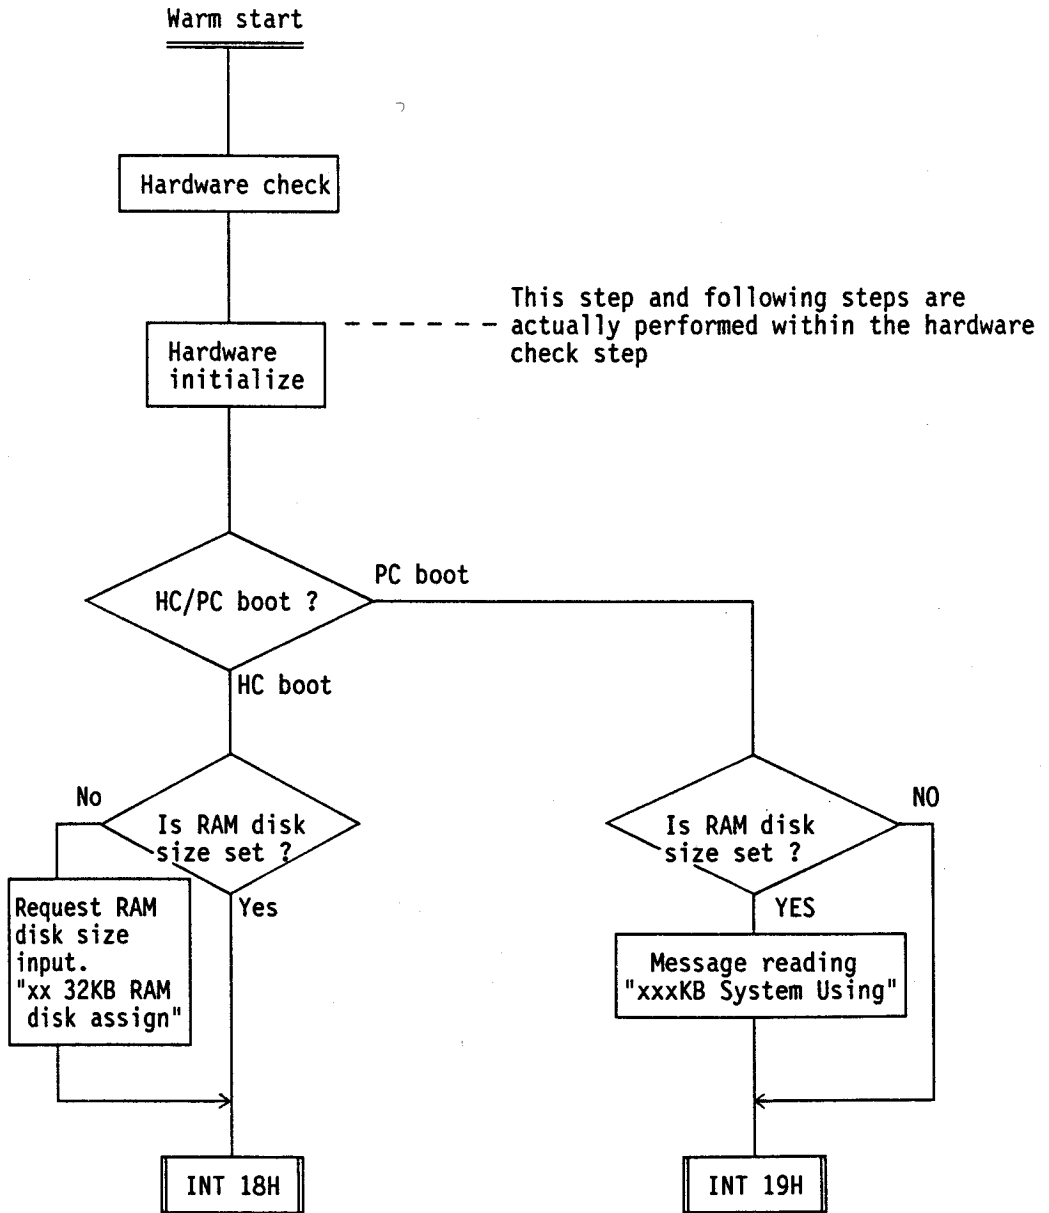 Warm start
Hardware check
This step and following steps are
actually performed within the hardware
check step
Hardware
initialize
PC boot
HC/PC boot ?
HC boot
No
Is RAM disk
size set ?
Yes
Request RAM
disk size
input.
"xx 32KB RAM
disk assign"
INT 18H
NO
Is RAM disk
size set ?
YES
Message reading
"xxxKB System Using"
INT 19H